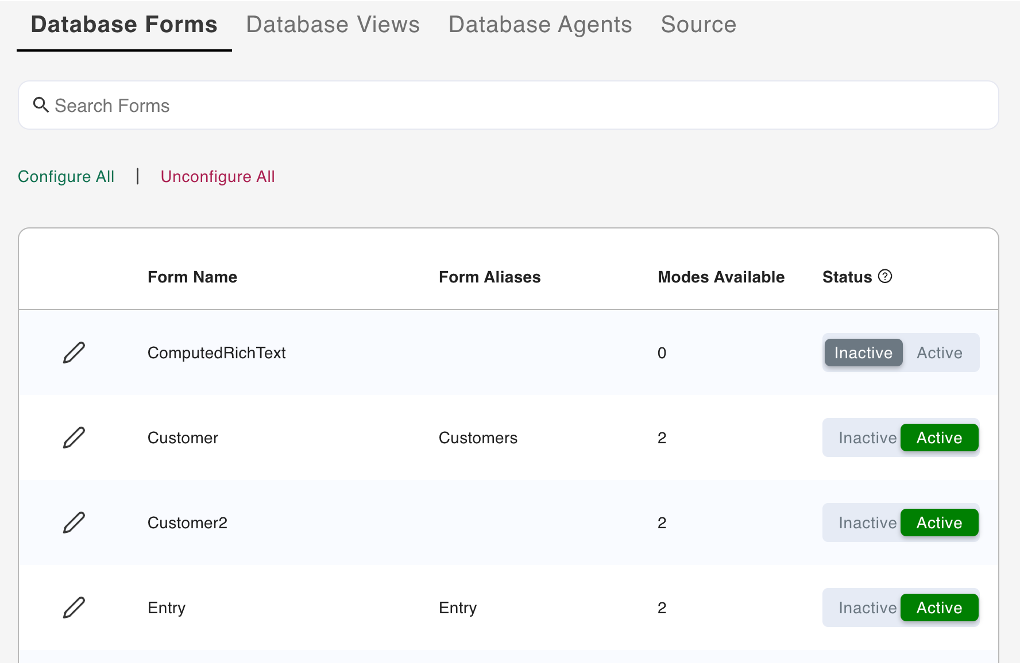 Database Forms Database Views Database Agents Source
Search Forms
Configure All | Unconfigure All
Form Name Form Aliases Modes Available Status ?
ComputedRichText 0 Inactive Active
Customer Customers 2 Inactive Active
Customer2 2 Inactive Active
Entry Entry 2 Inactive Active